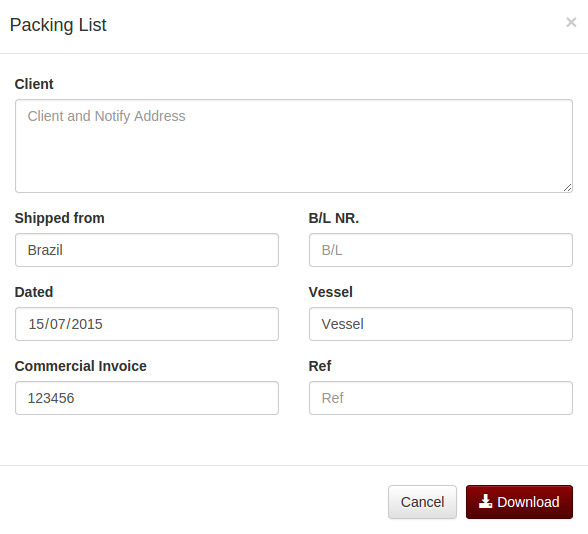 Packing List ×
Client
Client and Notify Address
Shipped from B/L NR.
Brazil B/L
Dated Vessel
15/07/2015 Vessel
Commercial Invoice Ref
123456 Ref
Cancel Download